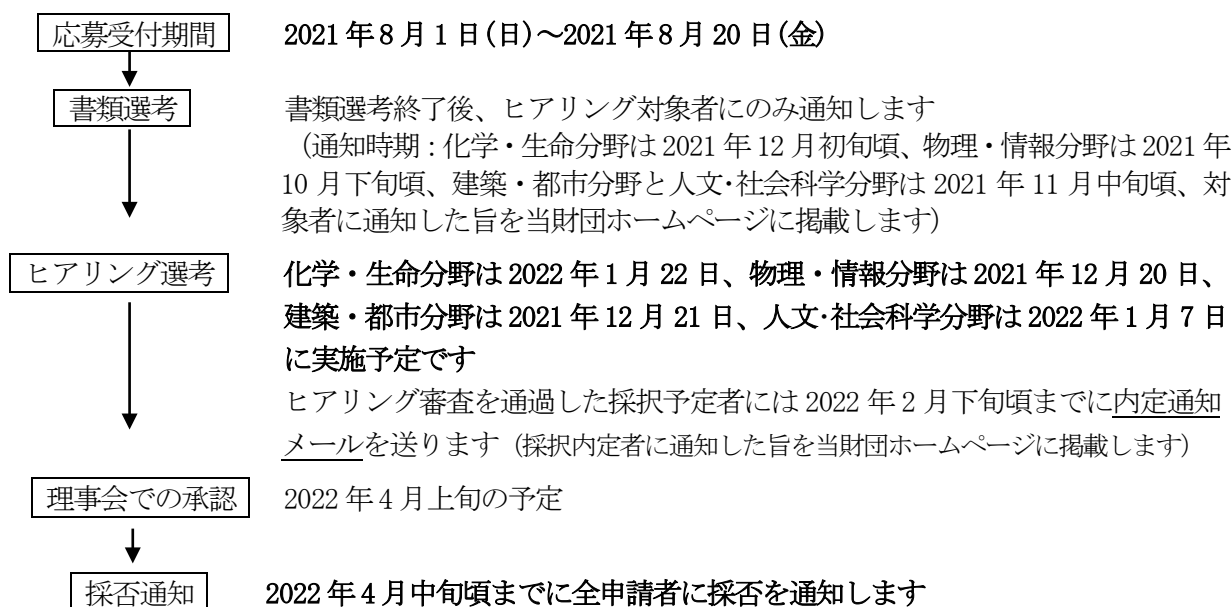 応募受付期間 2021年8月1日(日)～2021年8月20日(金)
書類選考 書類選考終了後、ヒアリング対象者にのみ通知します
（通知時期：化学・生命分野は2021年12月初旬頃、物理・情報分野は2021年
10月下旬頃、建築・都市分野と人文･社会科学分野は2021年11月中旬頃、対
象者に通知した旨を当財団ホームページに掲載します）
ヒアリング選考 化学・生命分野は2022年1月22日、物理・情報分野は2021年12月20日、
建築・都市分野は2021年12月21日、人文･社会科学分野は2022年1月7日
に実施予定です
ヒアリング審査を通過した採択予定者には2022年2月下旬頃までに内定通知
メールを送ります（採択内定者に通知した旨を当財団ホームページに掲載します）
理事会での承認 2022年4月上旬の予定
採否通知 2022年4月中旬頃までに全申請者に採否を通知します